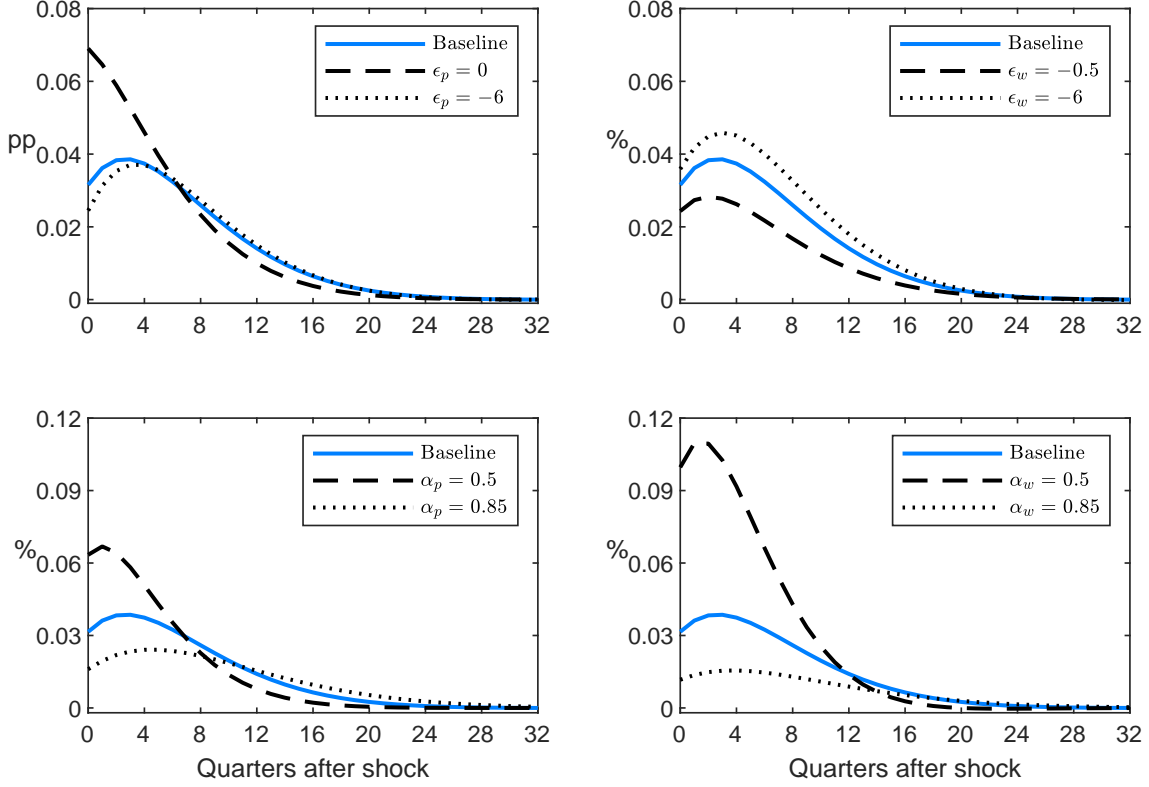 0.08
0.06
0.04
0.02
0
pp
Baseline
ϵ_p = 0
ϵ_p = −6
0 4 8 12 16 20 24 28 32
0.08
0.06
0.04
0.02
0
%
Baseline
ϵ_w = −0.5
ϵ_w = −6
0 4 8 12 16 20 24 28 32
0.12
0.09
0.06
0.03
0
%
Baseline
α_p = 0.5
α_p = 0.85
0 4 8 12 16 20 24 28 32
Quarters after shock
0.12
0.09
0.06
0.03
0
%
Baseline
α_w = 0.5
α_w = 0.85
0 4 8 12 16 20 24 28 32
Quarters after shock